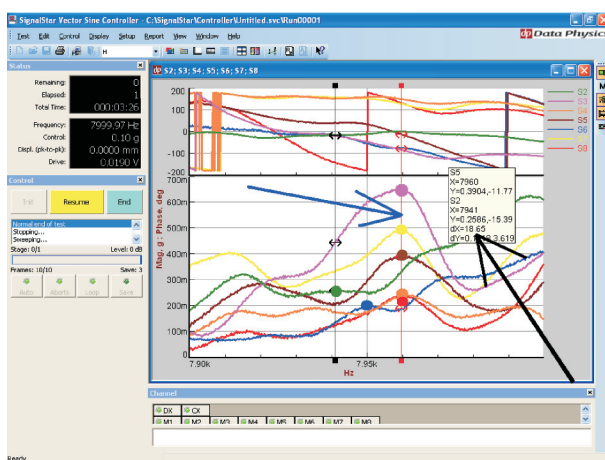 SignalStar Vector Sine Controller - C:\SignalStar\Controller\Untitled.svc/Run00001
Test Edit Control Display Setup Report View Window Help
H
dp Data Physic
Status
Remaining: 0
Elapsed: 1
Total Time: 000:03:26
Frequency: 7999.97 Hz
Control: 0.10 g
Displ. (pk-to-pk): 0.0000 mm
Drive: 0.0190 V
Control
Init Resume End
Normal end of test.
Stopping...
Sweeping...
Stage: 0/1 Level: 0 dB
Frames: 10/10 Save: 3
Auto Aborts Loop Save
S2; S3; S4; S5; S6; S7; S8
200
100
0
-100
-200
700m
600m
500m
400m
300m
200m
100m
0
Mag, g : Phase, deg
7.90k 7.95k
Hz
S2
S3
S4
S5
S6
S8
S5
X=7960
Y=0.3904,-11.77
S2
X=7941
Y=0.2586,-15.39
dX=18.65
Channel
DX CX
M1 M2 M3 M4 M5 M6 M7 M8
Ready